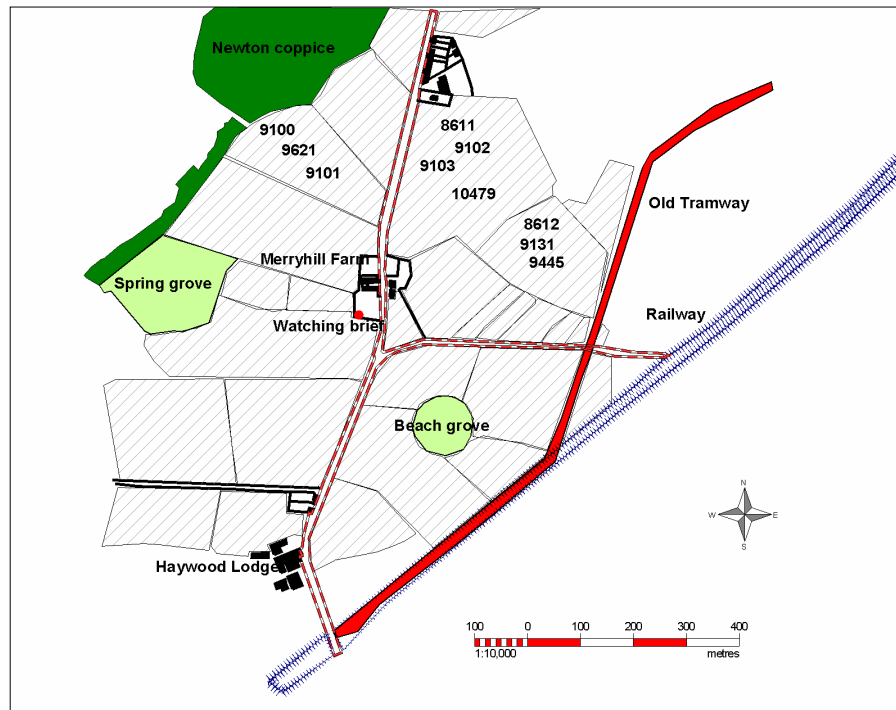 Newton coppice
9100
9621
9101
8611
9102
9103
10479
8612
9131
9445
Old Tramway
Merryhill Farm
Spring grove
Watching brief
Railway
Beach grove
N
W E
S
Haywood Lodge
100 0 100 200 300 400
1:10,000 metres